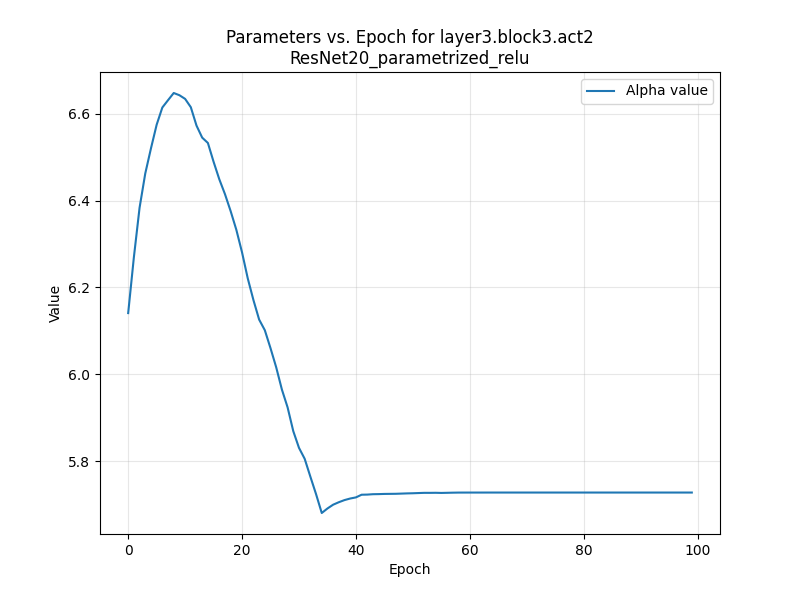 Parameters vs. Epoch for layer3.block3.act2
ResNet20_parametrized_relu
Alpha value
6.6
6.4
6.2
6.0
5.8
Value
0 20 40 60 80 100
Epoch